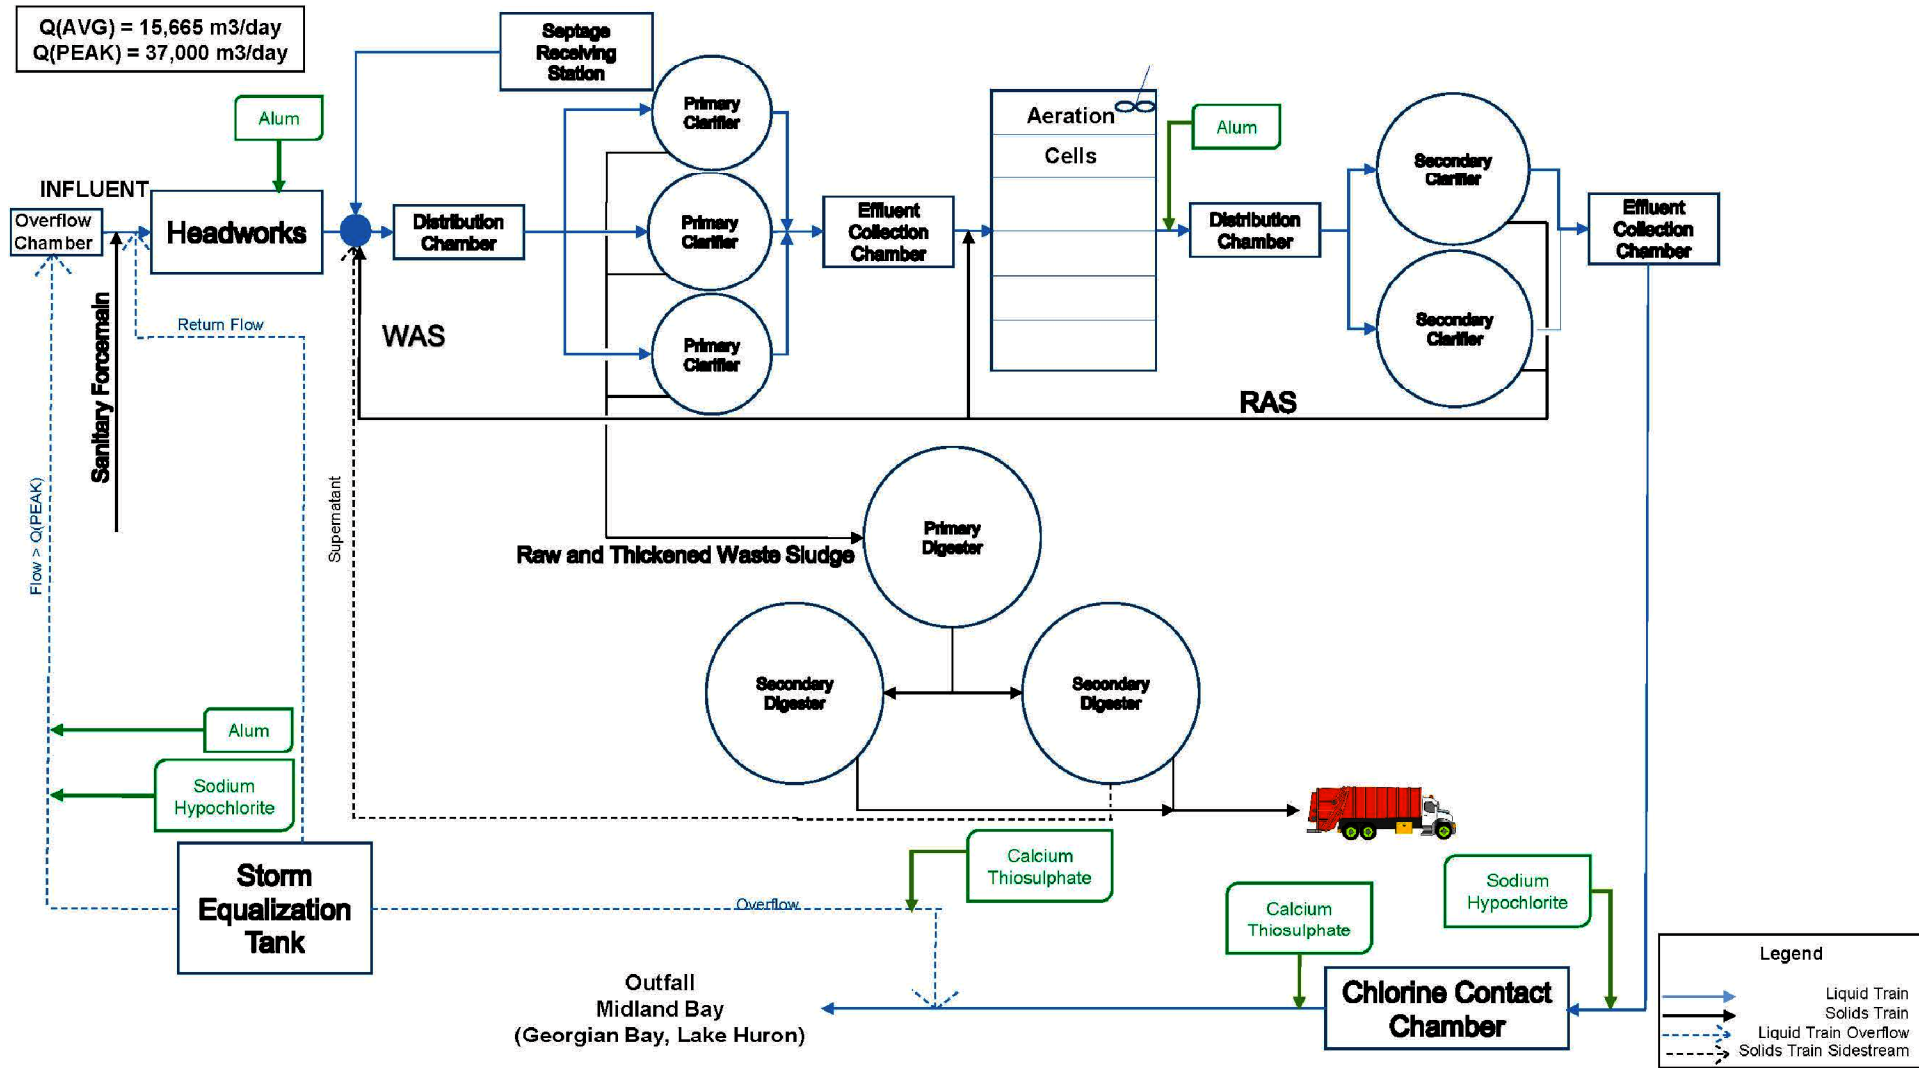 Q(AVG) = 15,665 m3/day
Q(PEAK) = 37,000 m3/day
Septage
Receiving
Station
Alum
INFLUENT
Overflow
Chamber
Headworks
Distribution
Chamber
Primary
Clarifier
Primary
Clarifier
Primary
Clarifier
Effluent
Collection
Chamber
Aeration
Cells
Alum
Distribution
Chamber
Secondary
Clarifier
Secondary
Clarifier
Effluent
Collection
Chamber
Return Flow
Sanitary Forcemain
WAS
RAS
Flow > Q(PEAK)
Supernatant
Raw and Thickened Waste Sludge
Primary
Digester
Secondary
Digester
Secondary
Digester
Alum
Sodium
Hypochlorite
Storm
Equalization
Tank
Overflow
Calcium
Thiosulphate
Calcium
Thiosulphate
Sodium
Hypochlorite
Outfall
Midland Bay
(Georgian Bay, Lake Huron)
Chlorine Contact
Chamber
Legend
Liquid Train
Solids Train
Liquid Train Overflow
Solids Train Sidestream